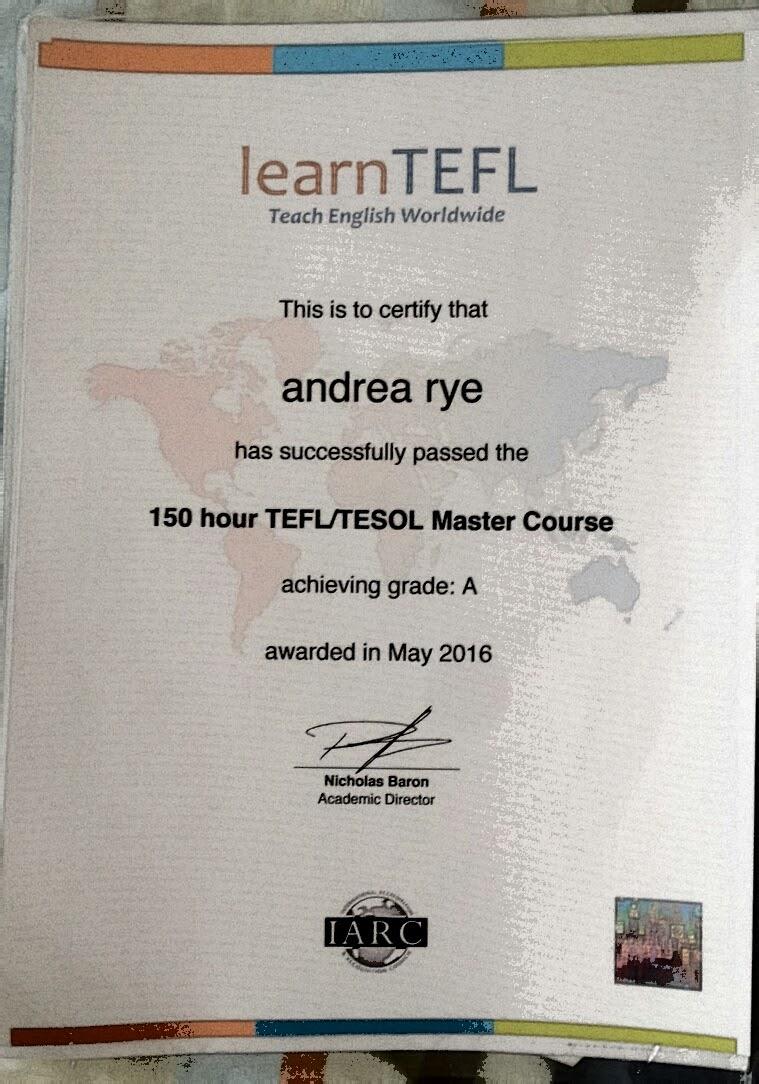 learnTEFL
Teach English Worldwide
This is to certify that
andrea rye
has successfully passed the
150 hour TEFL/TESOL Master Course
achieving grade: A
awarded in May 2016
Nicholas Baron
Academic Director
IARC